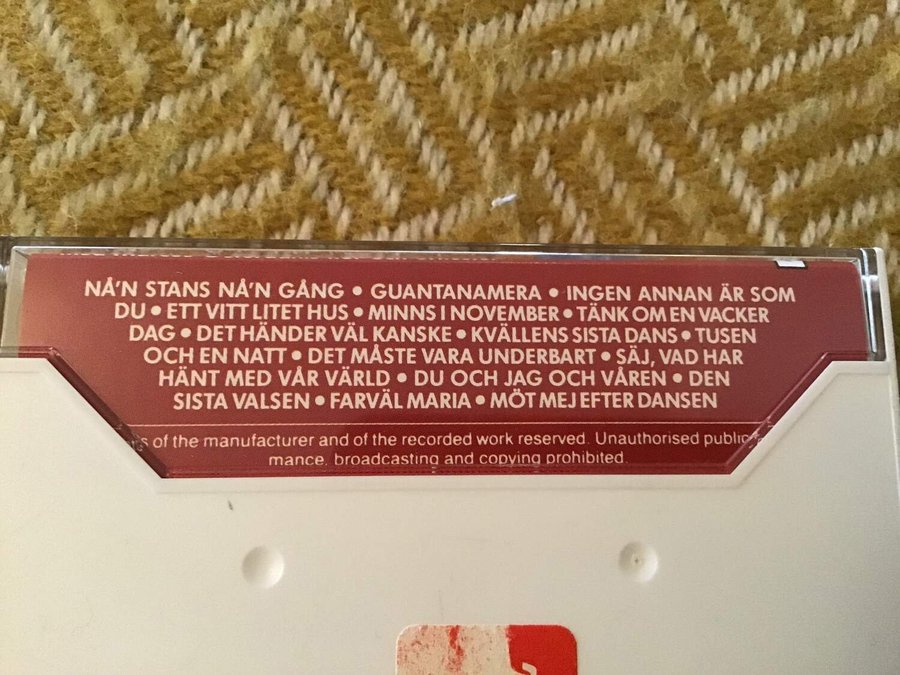 NÅ'N STANS NÅ'N GÅNG • GUANTANAMERA • INGEN ANNAN ÄR SOM
DU • ETT VITT LITET HUS • MINNS I NOVEMBER • TÄNK OM EN VACKER
DAG • DET HÄNDER VÄL KANSKE • KVÄLLENS SISTA DANS • TUSEN
OCH EN NATT • DET MÅSTE VARA UNDERBART • SÄJ, VAD HAR
HÄNT MED VÅR VÄRLD • DU OCH JAG OCH VÅREN • DEN
SISTA VALSEN • FARVÄL MARIA • MÖT MEJ EFTER DANSEN
of the manufacturer and of the recorded work reserved. Unauthorised
mance, broadcasting and copying prohibited.